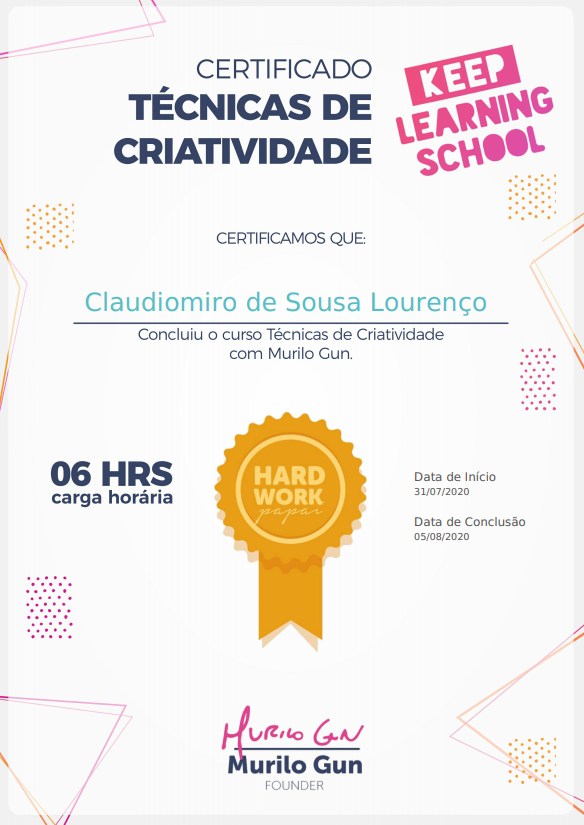 CERTIFICADO
TÉCNICAS DE
CRIATIVIDADE
KEEP
LEARNING
SCHOOL
CERTIFICAMOS QUE:
Claudiomiro de Sousa Lourenço
Concluiu o curso Técnicas de Criatividade
com Murilo Gun.
06 HRS
carga horária
HARD
WORK
papai
Data de Início
31/07/2020
Data de Conclusão
05/08/2020
MURILO GUN
Murilo Gun
FOUNDER